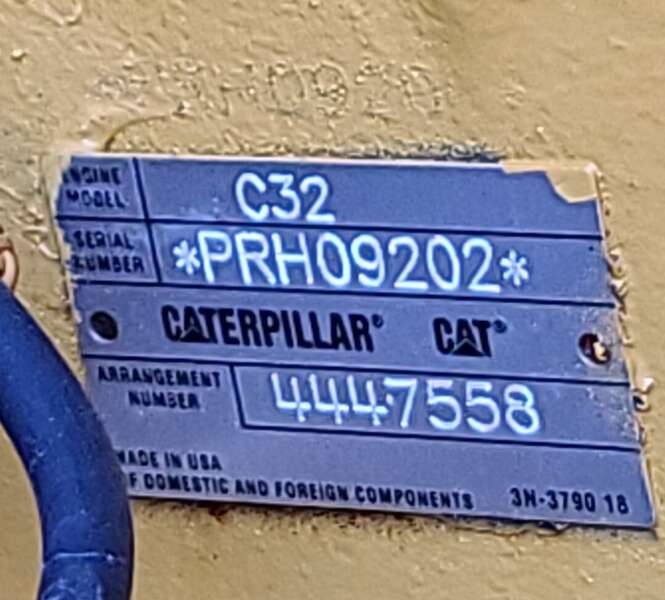 ENGINE MODEL C32
SERIAL NUMBER *PRH09202*
CATERPILLAR® CAT®
ARRANGEMENT NUMBER 4447558
MADE IN USA
OF DOMESTIC AND FOREIGN COMPONENTS 3N-3790 18